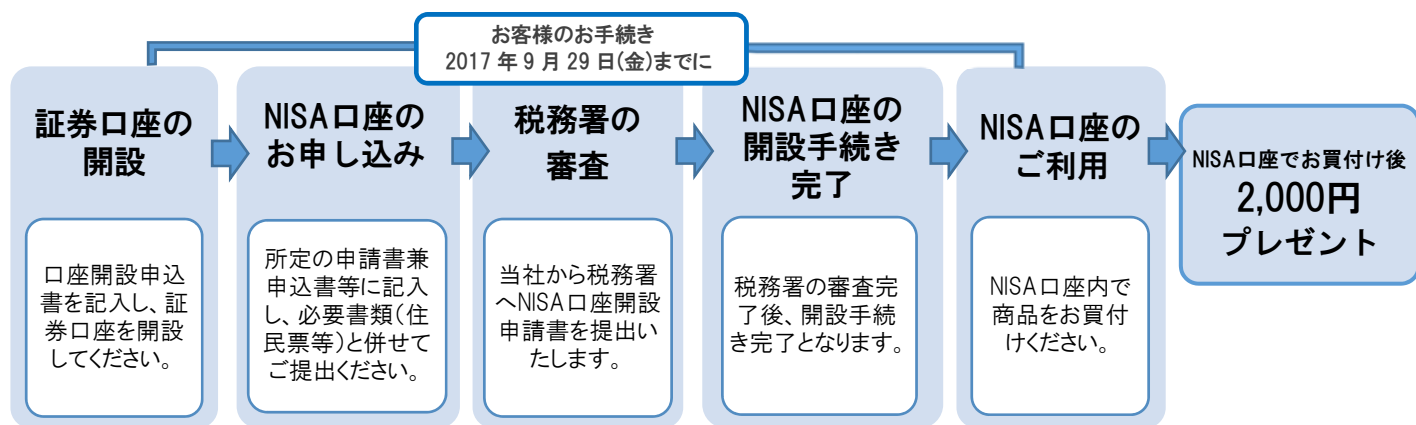 お客様のお手続き
2017年9月29日(金)までに
証券口座の
開設
口座開設申込
書を記入し、証
券口座を開設
してください。
NISA口座の
お申し込み
所定の申請書兼
申込書等に記入
し、必要書類(住
民票等)と併せて
ご提出ください。
税務署の
審査
当社から税務署
へNISA口座開設
申請書を提出い
たします。
NISA口座の
開設手続き
完了
税務署の審査完
了後、開設手続
き完了となります。
NISA口座の
ご利用
NISA口座内で
商品をお買付
けください。
NISA口座でお買付け後
2,000円
プレゼント